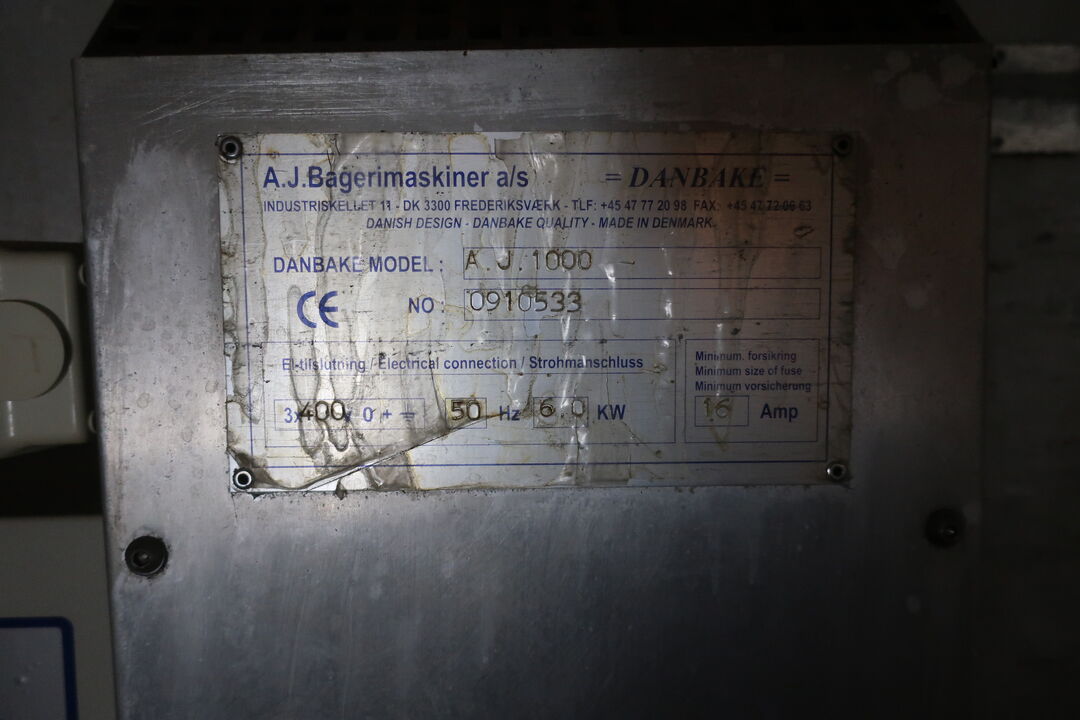 A.J.Bagerimaskiner a/s = DANBAKE =
INDUSTRISKELLET 11 - DK 3300 FREDERIKSVÆRK - TLF: +45 47 77 20 98 FAX: +45 47 72 06 63
DANISH DESIGN - DANBAKE QUALITY - MADE IN DENMARK
DANBAKE MODEL : A.J.1000
CE NO : 0910533
El-tilslutning / Electrical connection / Strohmanschluss
Minimum. forsikring
Minimum size of fuse
Minimum vorsicherung
3x400v 0 + ⏚ 50 Hz 6.0 KW
16 Amp